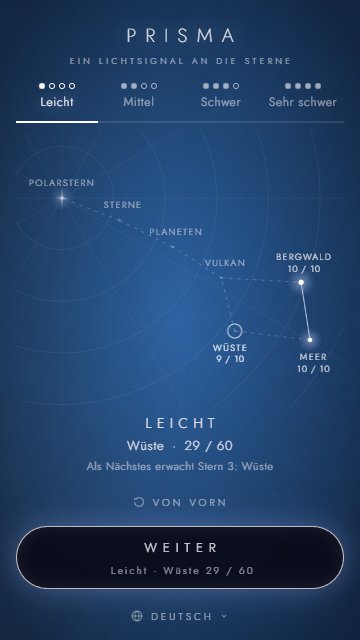 PRISMA
EIN LICHTSIGNAL AN DIE STERNE
Leicht Mittel Schwer Sehr schwer
POLARSTERN
STERNE
PLANETEN
VULKAN
BERGWALD
10 / 10
WÜSTE
9 / 10
MEER
10 / 10
LEICHT
Wüste · 29 / 60
Als Nächstes erwacht Stern 3: Wüste
VON VORN
WEITER
Leicht · Wüste 29 / 60
DEUTSCH